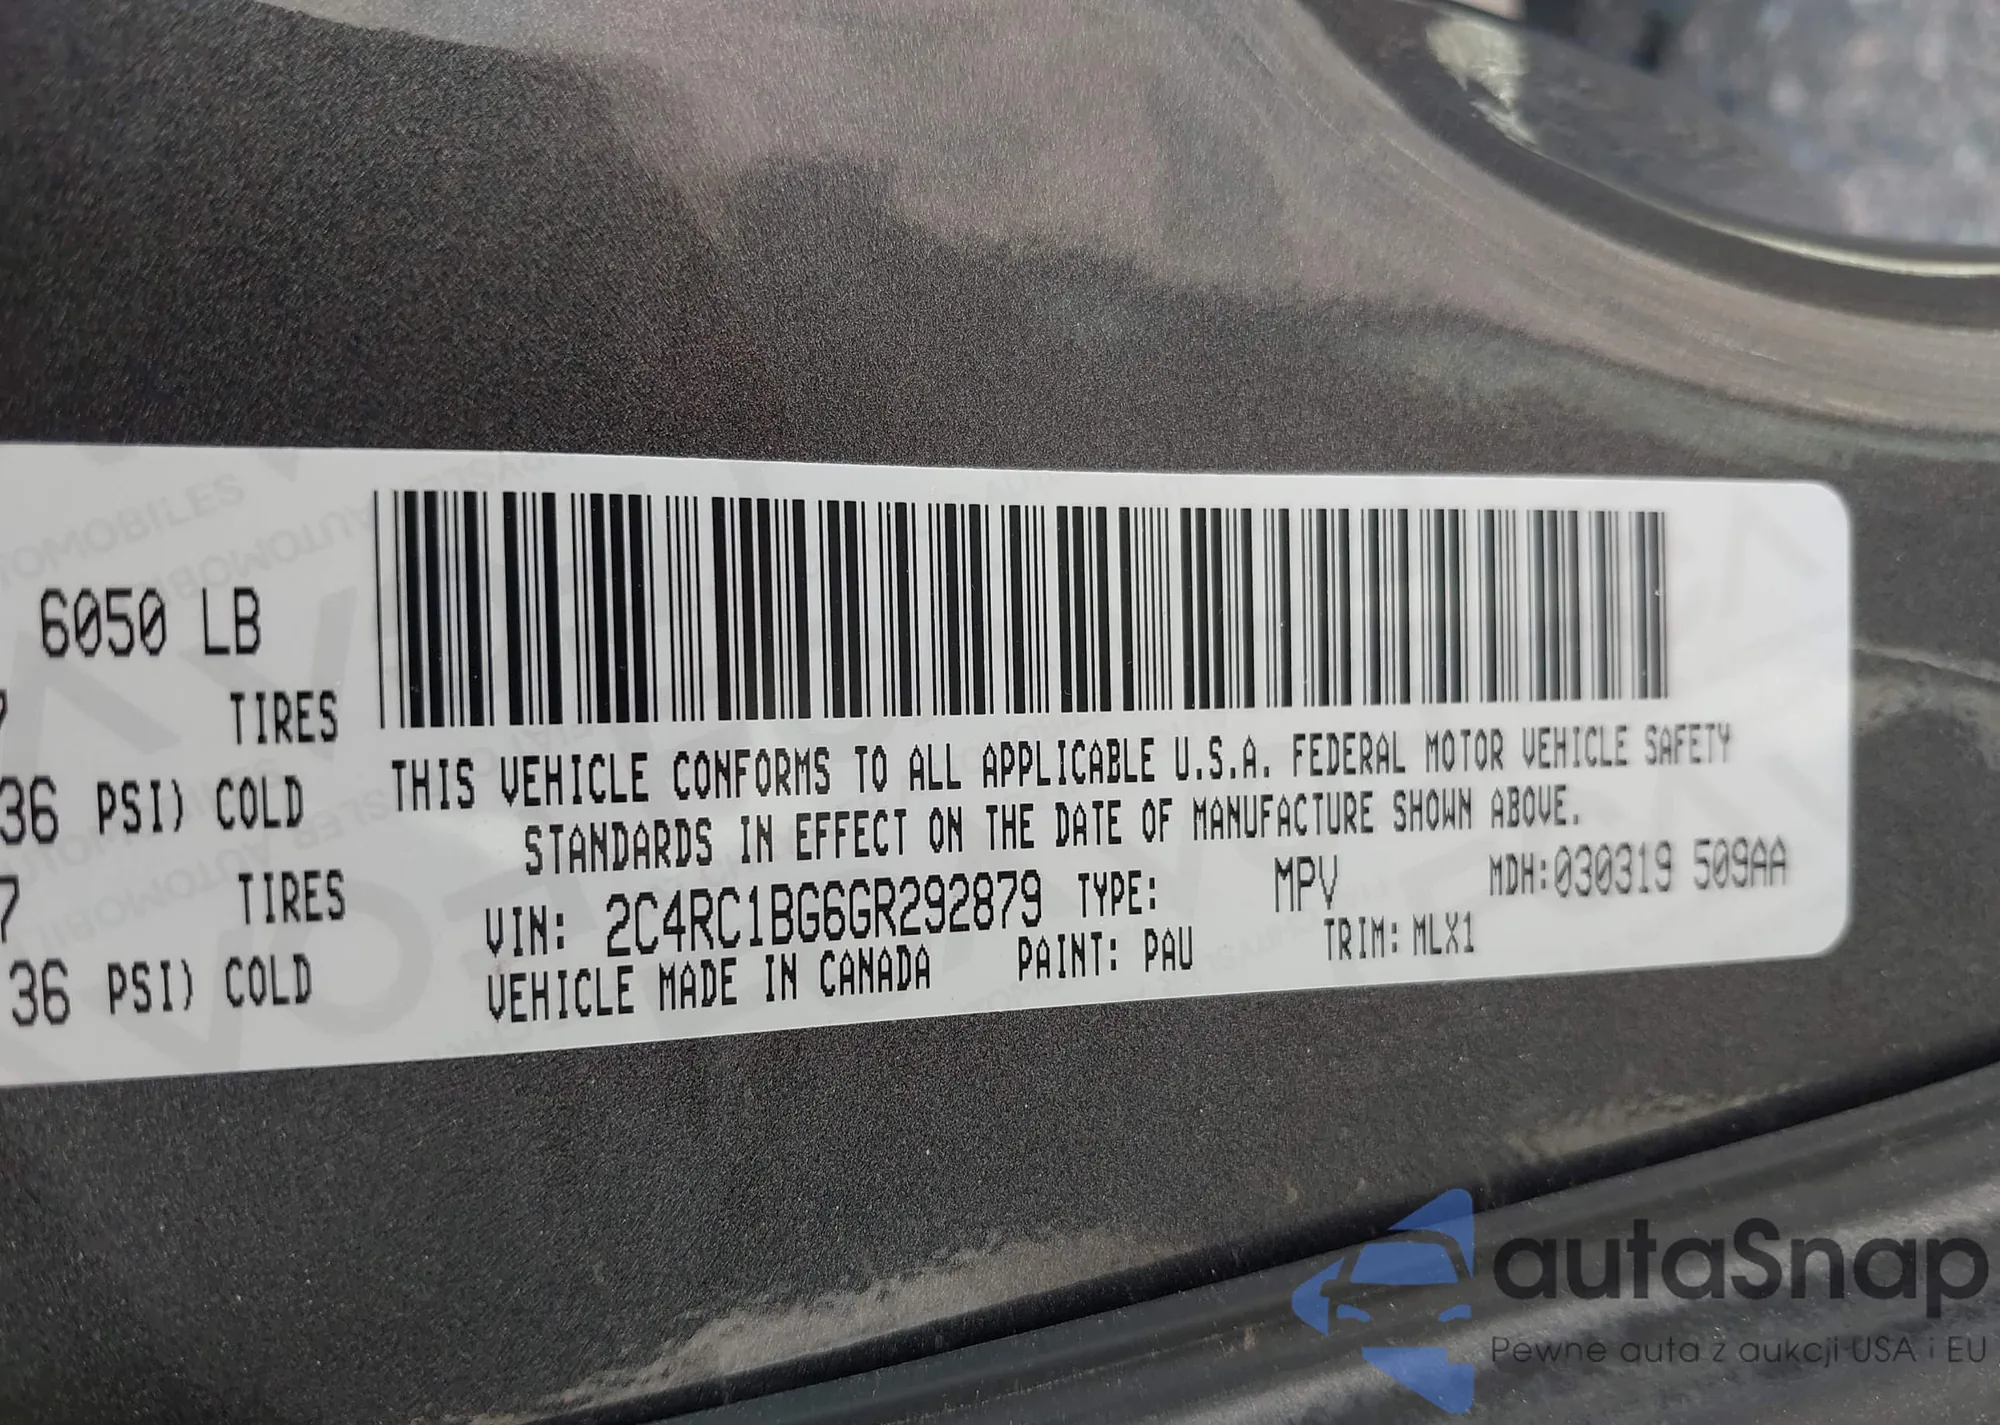 6050 LB
TIRES
36 PSI) COLD
7 TIRES
36 PSI) COLD
THIS VEHICLE CONFORMS TO ALL APPLICABLE U.S.A. FEDERAL MOTOR VEHICLE SAFETY
STANDARDS IN EFFECT ON THE DATE OF MANUFACTURE SHOWN ABOVE.
VIN: 2C4RC1BG6GR292879 TYPE: MPV MDH:030319 509AA
VEHICLE MADE IN CANADA PAINT: PAU TRIM: MLX1
autaSnap
Pewne auta z aukcji USA i EU